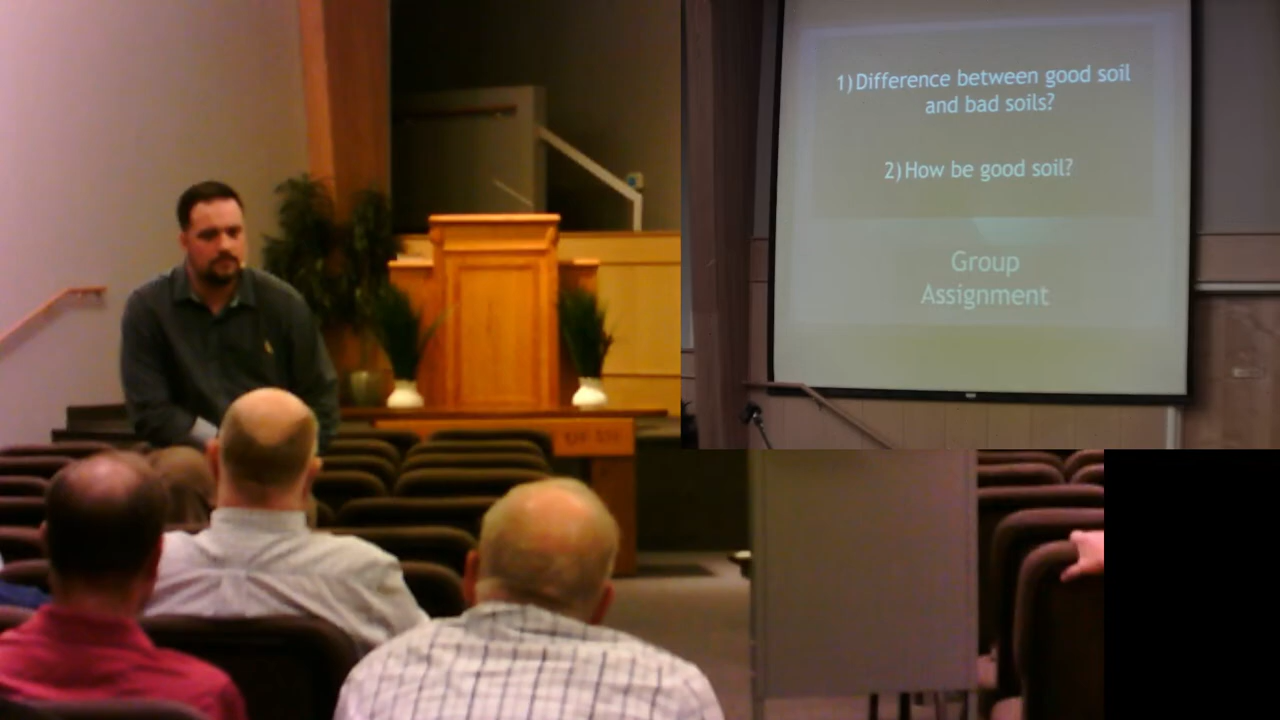 1) Difference between good soil
and bad soils?
2) How be good soil?
Group
Assignment